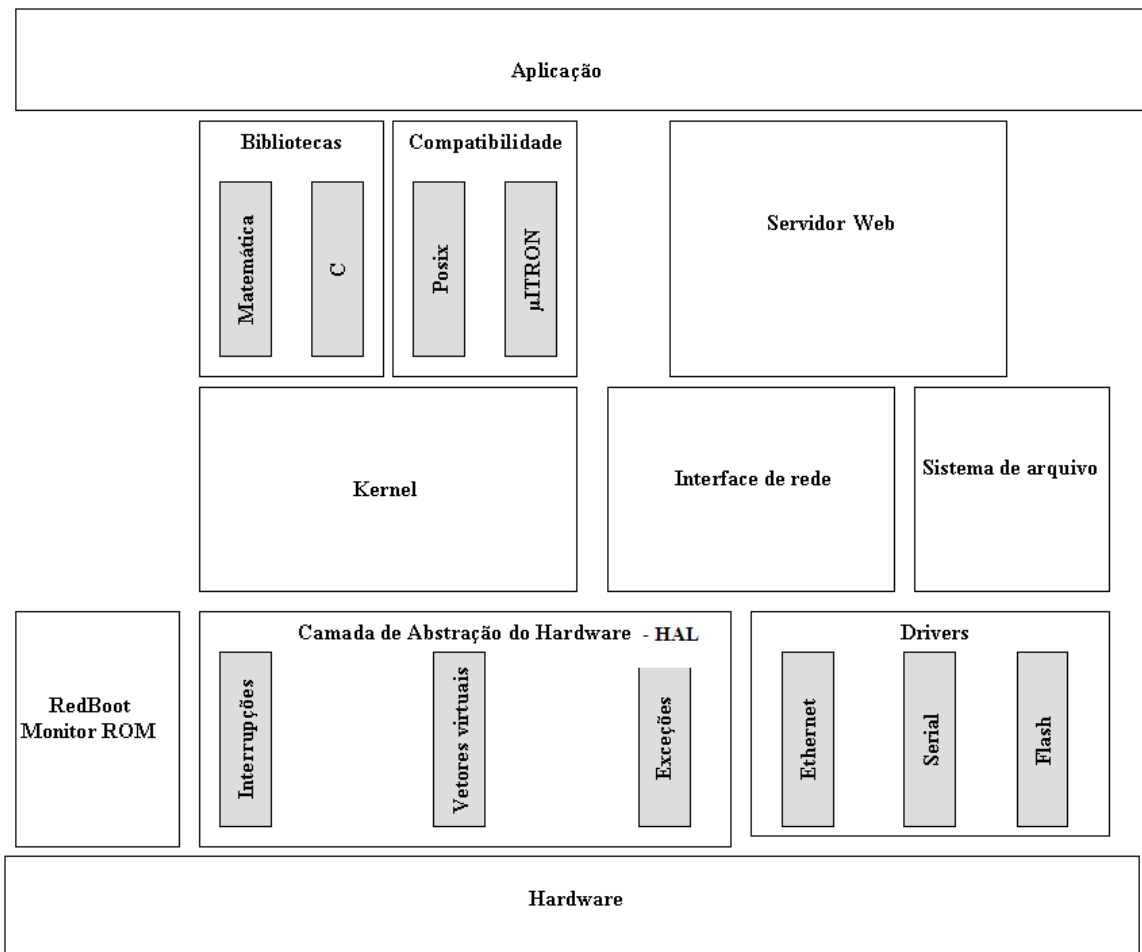 Aplicação
Bibliotecas
Compatibilidade
Matemática
C
Posix
µITRON
Servidor Web
Kernel
Interface de rede
Sistema de arquivo
RedBoot
Monitor ROM
Camada de Abstração do Hardware - HAL
Interrupções
Vetores virtuais
Exceções
Drivers
Ethernet
Serial
Flash
Hardware